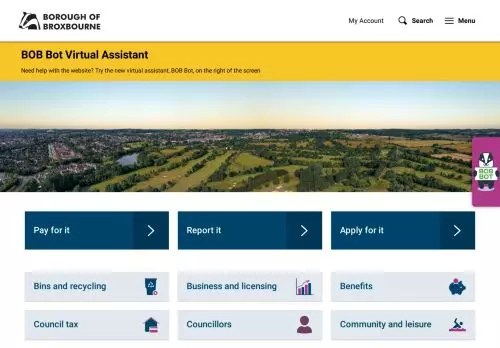 BOROUGH OF
BROXBOURNE
My Account
Search
Menu
BOB Bot Virtual Assistant
Need help with the website? Try the new virtual assistant, BOB Bot, on the right of the screen
BOB
BOT
Pay for it
Report it
Apply for it
Bins and recycling
Business and licensing
Benefits
Council tax
Councillors
Community and leisure